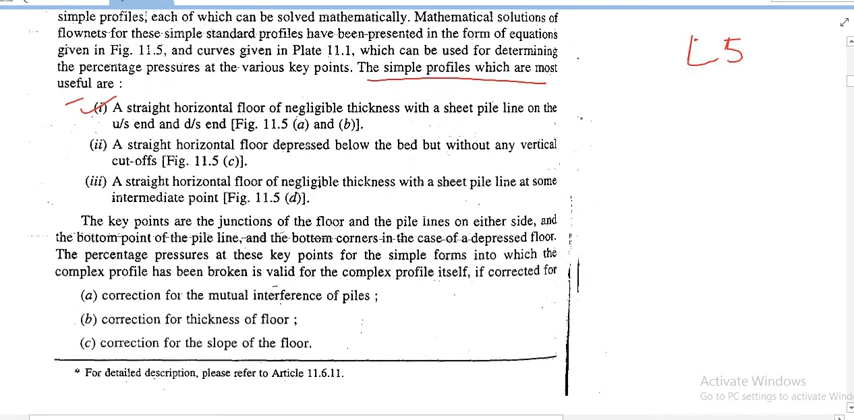 simple profiles, each of which can be solved mathematically. Mathematical solutions of
flownets for these simple standard profiles have been presented in the form of equations
given in Fig. 11.5, and curves given in Plate 11.1, which can be used for determining
the percentage pressures at the various key points. The simple profiles which are most
useful are :
(i) A straight horizontal floor of negligible thickness with a sheet pile line on the
u/s end and d/s end [Fig. 11.5 (a) and (b)].
(ii) A straight horizontal floor depressed below the bed but without any vertical
cut-offs [Fig. 11.5 (c)].
(iii) A straight horizontal floor of negligible thickness with a sheet pile line at some
intermediate point [Fig. 11.5 (d)].
The key points are the junctions of the floor and the pile lines on either side, and
the bottom point of the pile line, and the bottom corners in the case of a depressed floor.
The percentage pressures at these key points for the simple forms into which the
complex profile has been broken is valid for the complex profile itself, if corrected for
(a) correction for the mutual interference of piles ;
(b) correction for thickness of floor ;
(c) correction for the slope of the floor.
* For detailed description, please refer to Article 11.6.11.
L5
Activate Windows
Go to PC settings to activate Wind